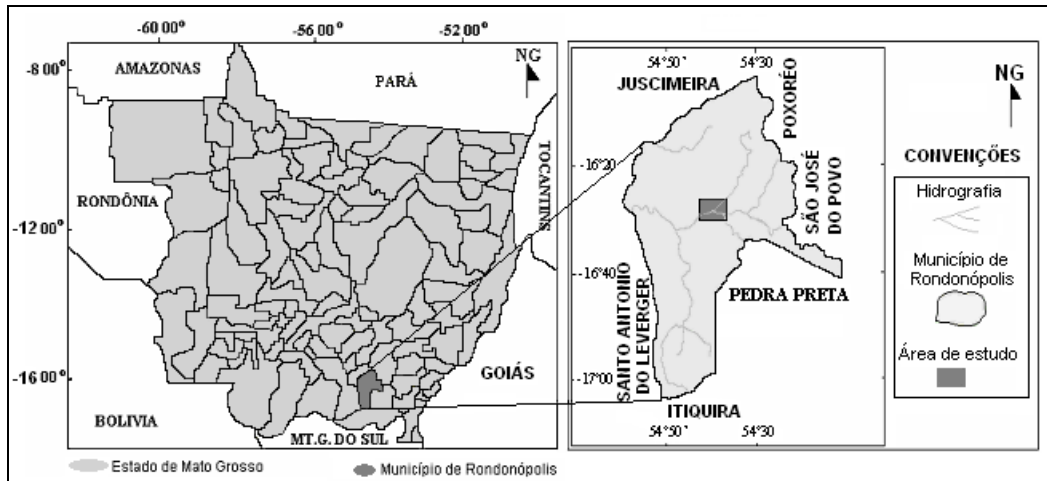 -60 00°
-56 00°
-52 00°
-8 00°
-12 00°
-16 00°
AMAZONAS
PARÁ
NG
TOCANTINS
RONDÔNIA
GOIÁS
BOLIVIA
MT.G. DO SUL
Estado de Mato Grosso
Município de Rondonópolis
54°50'
54°30
JUSCIMEIRA
POXORÉO
-16°20
SÃO JOSÉ
DO POVO
-16°40
PEDRA PRETA
SANTO ANTONIO
DO LEVERGER
-17°00
ITIQUIRA
54°50'
54°30
NG
CONVENÇÕES
Hidrografia
Município de
Rondonópolis
Área de estudo